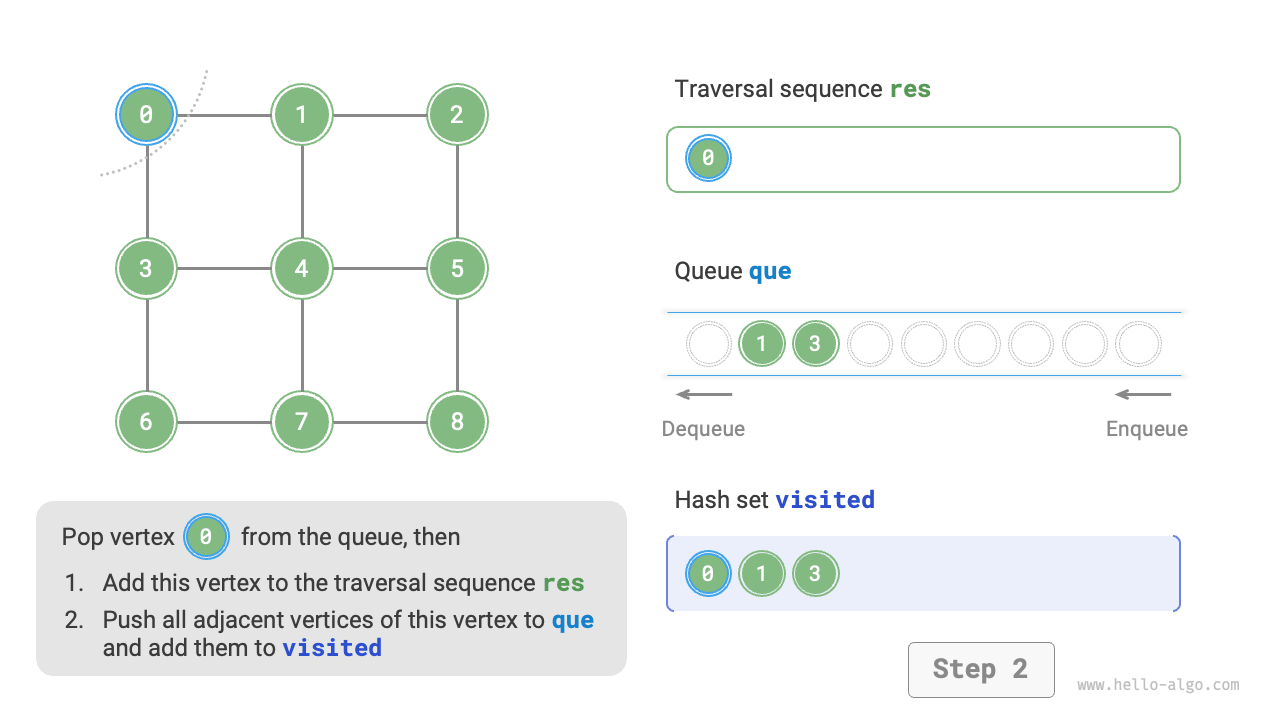 0 1 2
3 4 5
6 7 8
Pop vertex 0 from the queue, then
1. Add this vertex to the traversal sequence res
2. Push all adjacent vertices of this vertex to que
and add them to visited
Traversal sequence res
0
Queue que
1 3
Dequeue Enqueue
Hash set visited
0 1 3
Step 2
www.hello-algo.com